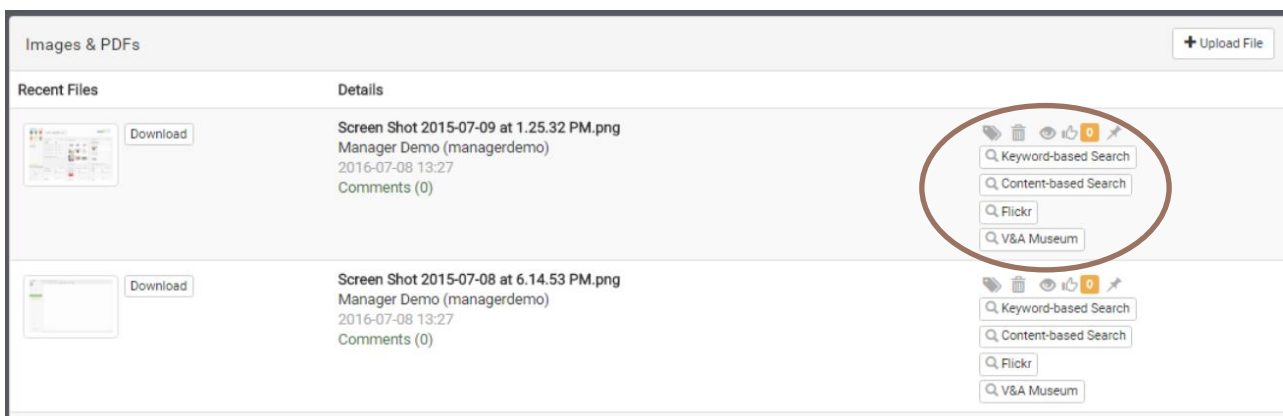 Images & PDFs
+ Upload File
Recent Files Details
Download
Screen Shot 2015-07-09 at 1.25.32 PM.png
Manager Demo (managerdemo)
2016-07-08 13:27
Comments (0)
0
Keyword-based Search
Content-based Search
Flickr
V&A Museum
Download
Screen Shot 2015-07-08 at 6.14.53 PM.png
Manager Demo (managerdemo)
2016-07-08 13:27
Comments (0)
0
Keyword-based Search
Content-based Search
Flickr
V&A Museum